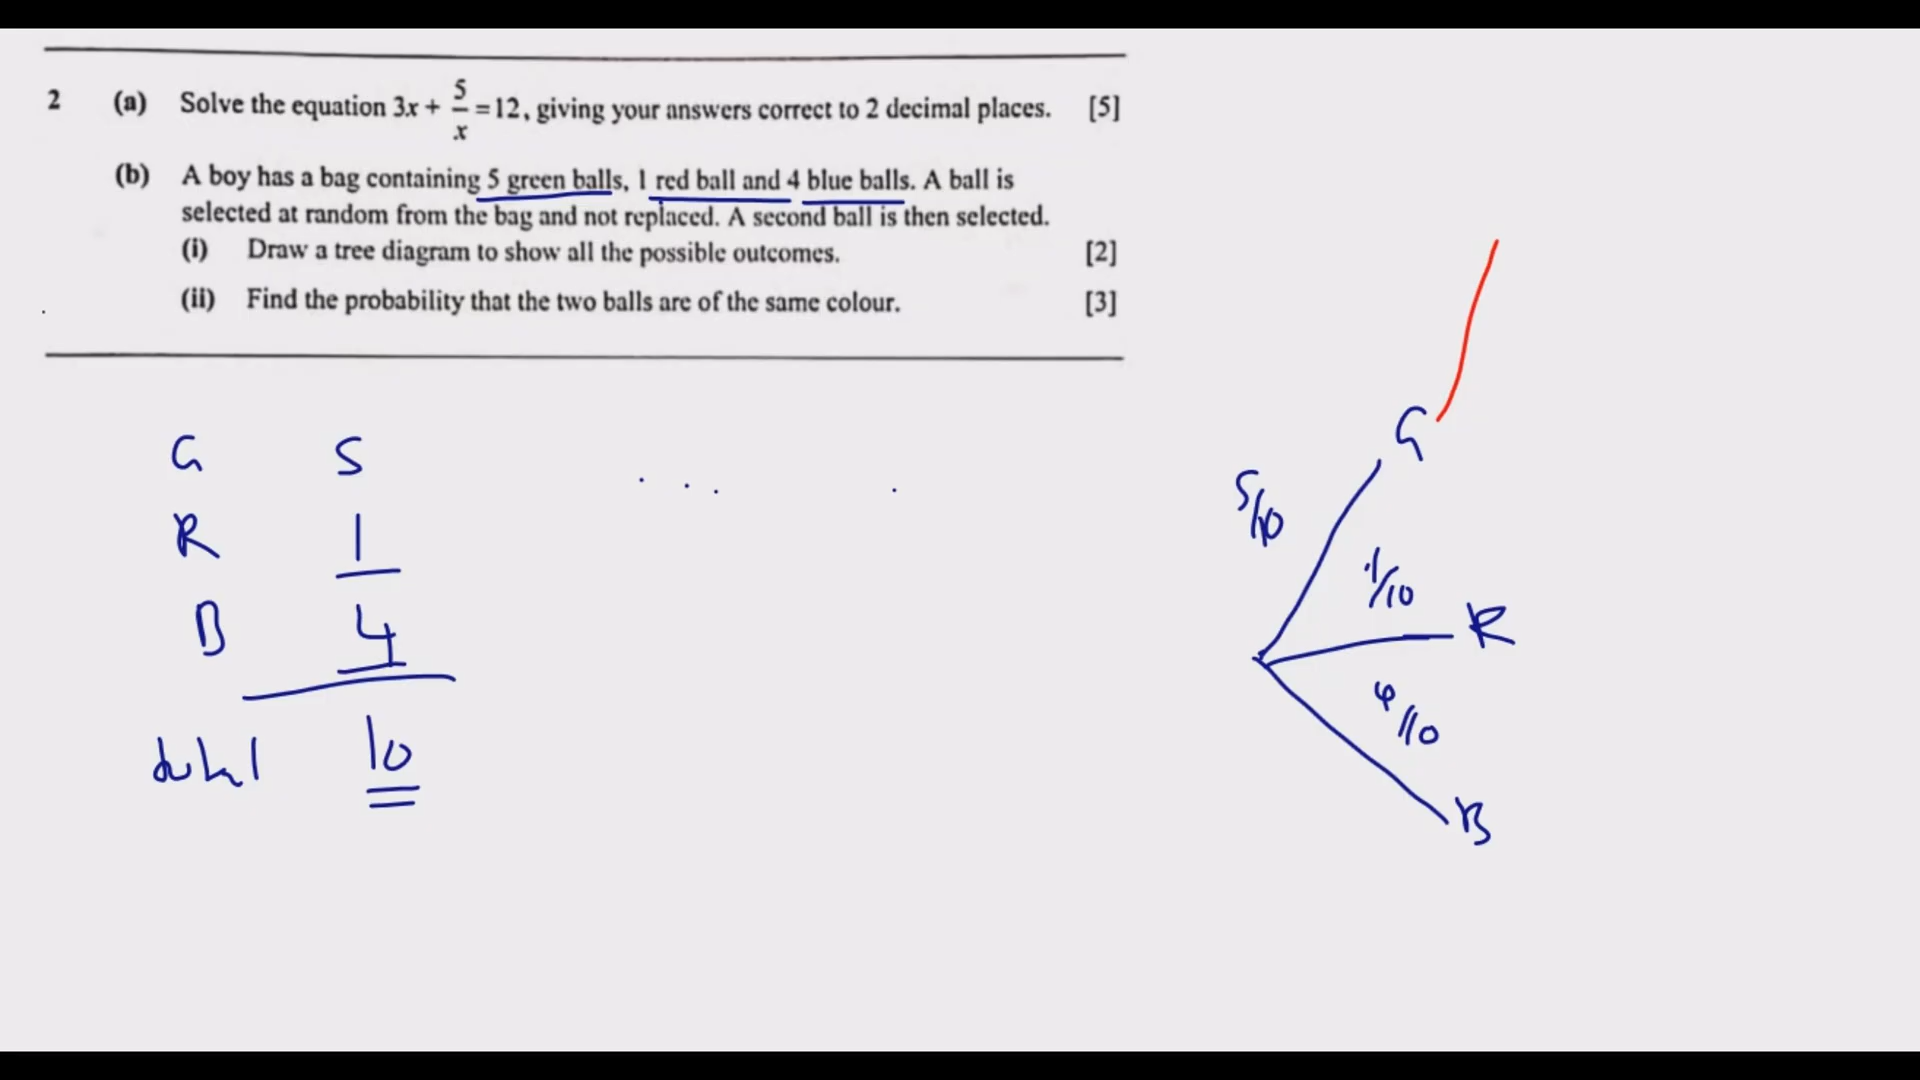 2 (a) Solve the equation 3x + 5/x = 12, giving your answers correct to 2 decimal places. [5]
(b) A boy has a bag containing 5 green balls, 1 red ball and 4 blue balls. A ball is
selected at random from the bag and not replaced. A second ball is then selected.
(i) Draw a tree diagram to show all the possible outcomes. [2]
(ii) Find the probability that the two balls are of the same colour. [3]
G 5
R 1
B 4
total 10
G
5/10
1/10
R
4/10
B